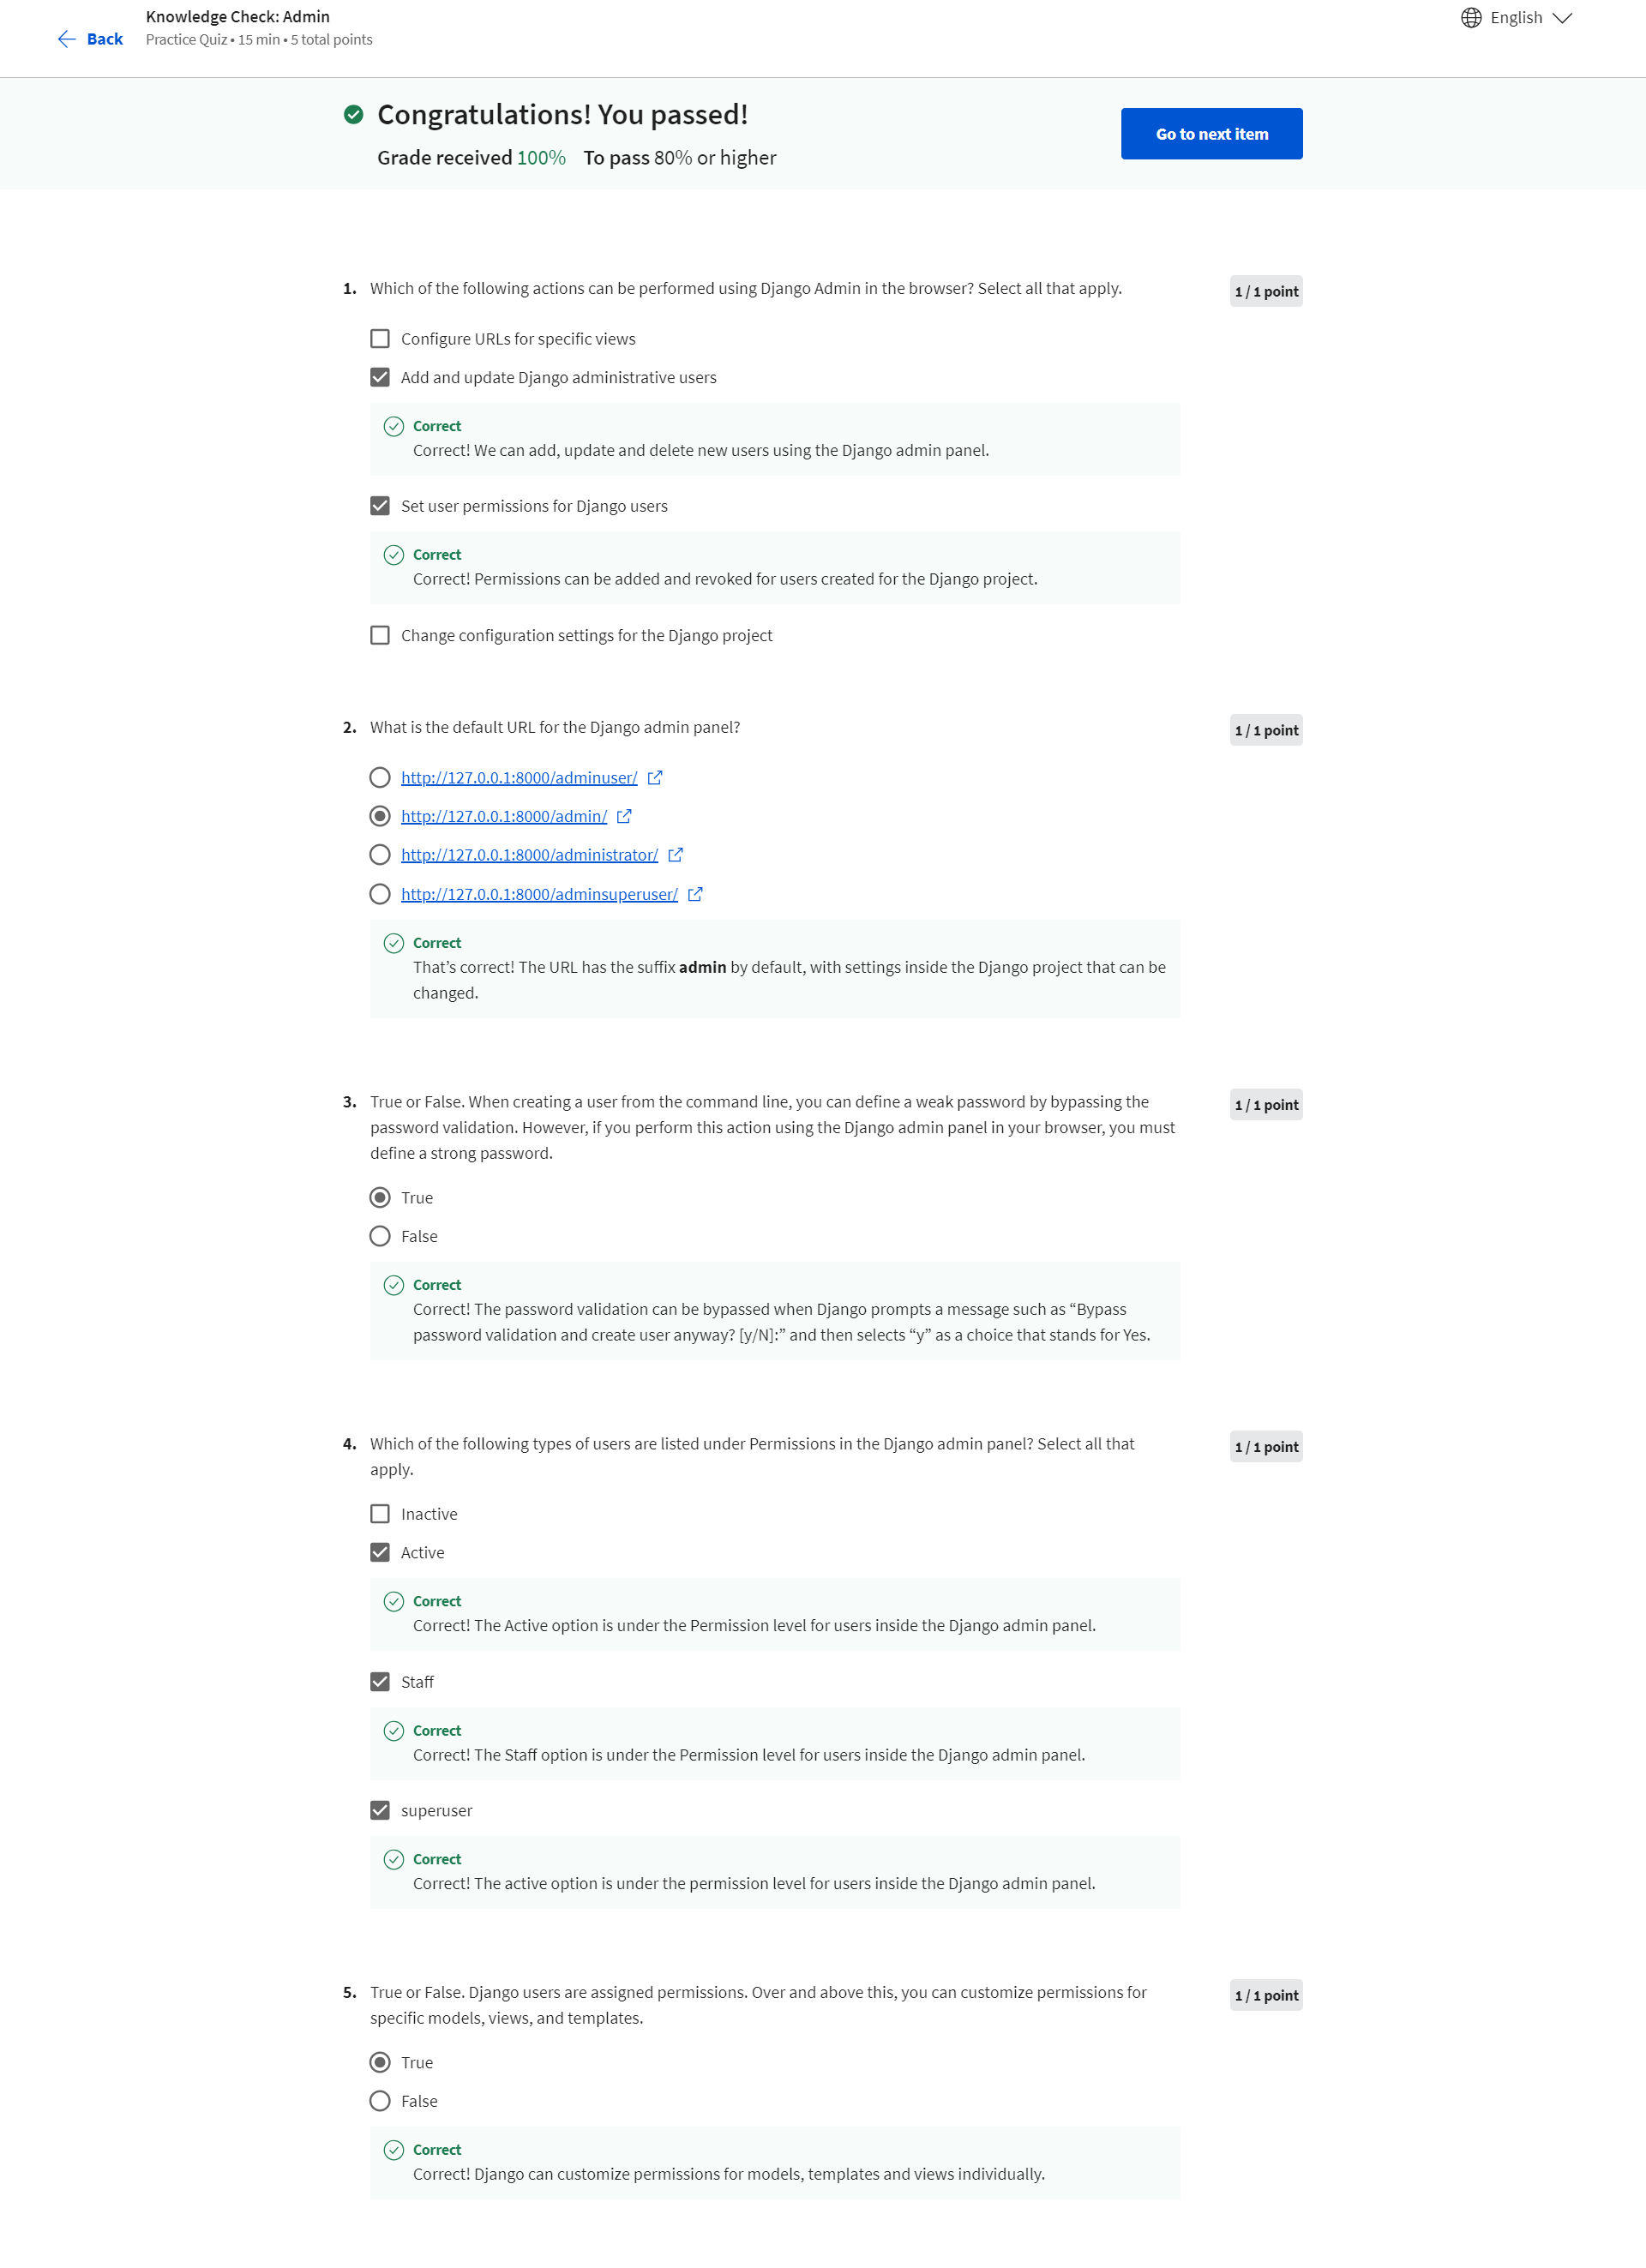 Knowledge Check: Admin
English
Back
Practice Quiz • 15 min • 5 total points
Congratulations! You passed!
Go to next item
Grade received 100% To pass 80% or higher
1. Which of the following actions can be performed using Django Admin in the browser? Select all that apply.
1 / 1 point
Configure URLs for specific views
Add and update Django administrative users
Correct
Correct! We can add, update and delete new users using the Django admin panel.
Set user permissions for Django users
Correct
Correct! Permissions can be added and revoked for users created for the Django project.
Change configuration settings for the Django project
2. What is the default URL for the Django admin panel?
1 / 1 point
http://127.0.0.1:8000/adminuser/
http://127.0.0.1:8000/admin/
http://127.0.0.1:8000/administrator/
http://127.0.0.1:8000/adminsuperuser/
Correct
That’s correct! The URL has the suffix admin by default, with settings inside the Django project that can be
changed.
3. True or False. When creating a user from the command line, you can define a weak password by bypassing the
1 / 1 point
password validation. However, if you perform this action using the Django admin panel in your browser, you must
define a strong password.
True
False
Correct
Correct! The password validation can be bypassed when Django prompts a message such as “Bypass
password validation and create user anyway? [y/N]:” and then selects “y” as a choice that stands for Yes.
4. Which of the following types of users are listed under Permissions in the Django admin panel? Select all that
1 / 1 point
apply.
Inactive
Active
Correct
Correct! The Active option is under the Permission level for users inside the Django admin panel.
Staff
Correct
Correct! The Staff option is under the Permission level for users inside the Django admin panel.
superuser
Correct
Correct! The active option is under the permission level for users inside the Django admin panel.
5. True or False. Django users are assigned permissions. Over and above this, you can customize permissions for
1 / 1 point
specific models, views, and templates.
True
False
Correct
Correct! Django can customize permissions for models, templates and views individually.